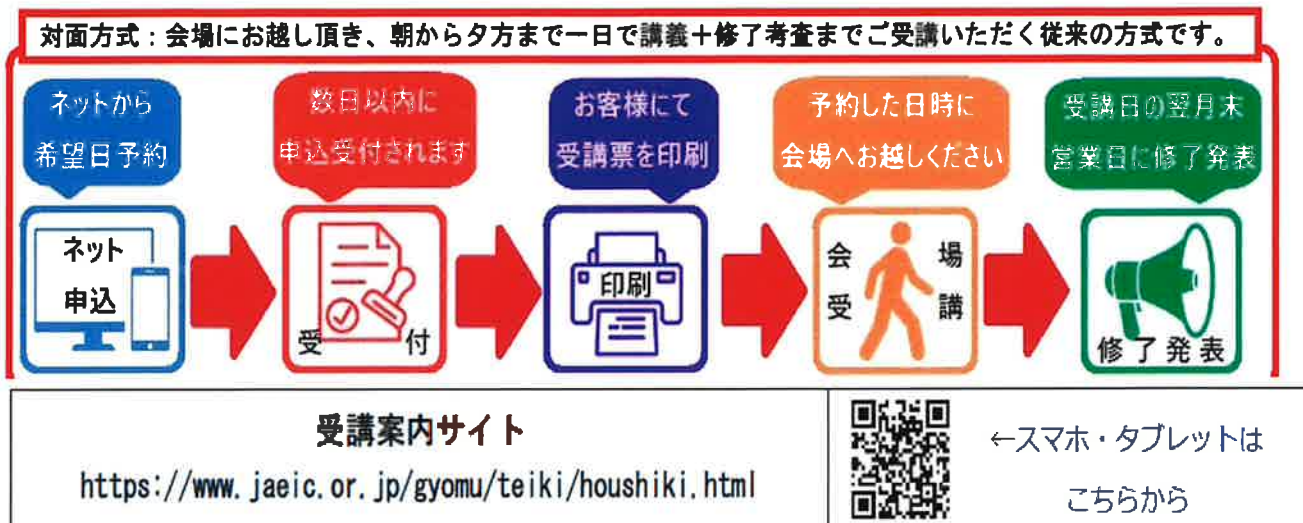 対面方式：会場にお越し頂き、朝から夕方まで一日で講義＋修了考査までご受講いただく従来の方式です。
ネットから
希望日予約
数日以内に
申込受付されます
お客様にて
受講票を印刷
予約した日時に
会場へお越しください
受講日の翌月末
営業日に修了発表
ネット
申込
受付
印刷
会場
受講
修了発表
受講案内サイト
https://www.jaeic.or.jp/gyomu/teiki/houshiki.html
←スマホ・タブレットは
こちらから